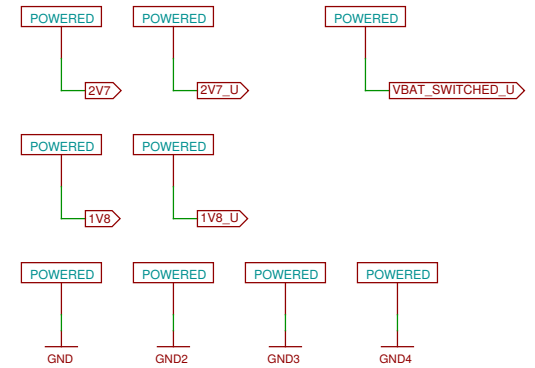 POWERED POWERED POWERED
2V7 2V7_U VBAT_SWITCHED_U
POWERED POWERED
1V8 1V8_U
POWERED POWERED POWERED POWERED
GND GND2 GND3 GND4